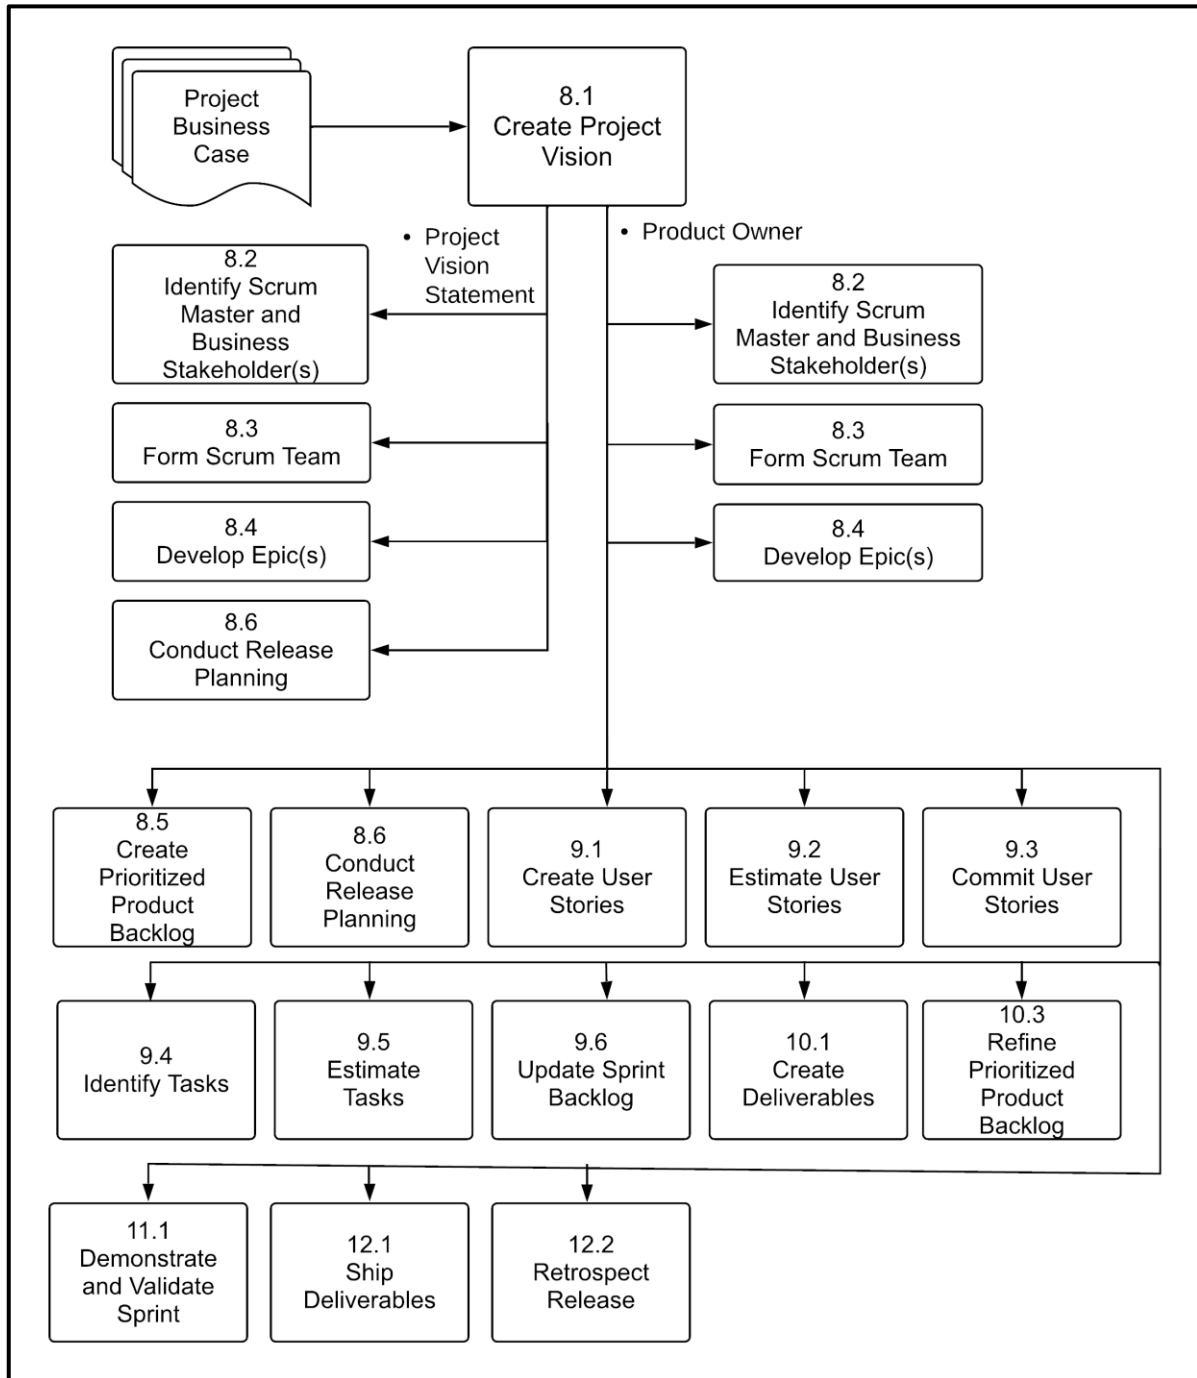 Project
Business
Case
8.1
Create Project
Vision
• Project
Vision
Statement
• Product Owner
8.2
Identify Scrum
Master and
Business
Stakeholder(s)
8.2
Identify Scrum
Master and Business
Stakeholder(s)
8.3
Form Scrum Team
8.3
Form Scrum Team
8.4
Develop Epic(s)
8.4
Develop Epic(s)
8.6
Conduct Release
Planning
8.5
Create
Prioritized
Product
Backlog
8.6
Conduct
Release
Planning
9.1
Create User
Stories
9.2
Estimate User
Stories
9.3
Commit User
Stories
9.4
Identify Tasks
9.5
Estimate
Tasks
9.6
Update Sprint
Backlog
10.1
Create
Deliverables
10.3
Refine
Prioritized
Product
Backlog
11.1
Demonstrate
and Validate
Sprint
12.1
Ship
Deliverables
12.2
Retrospect
Release